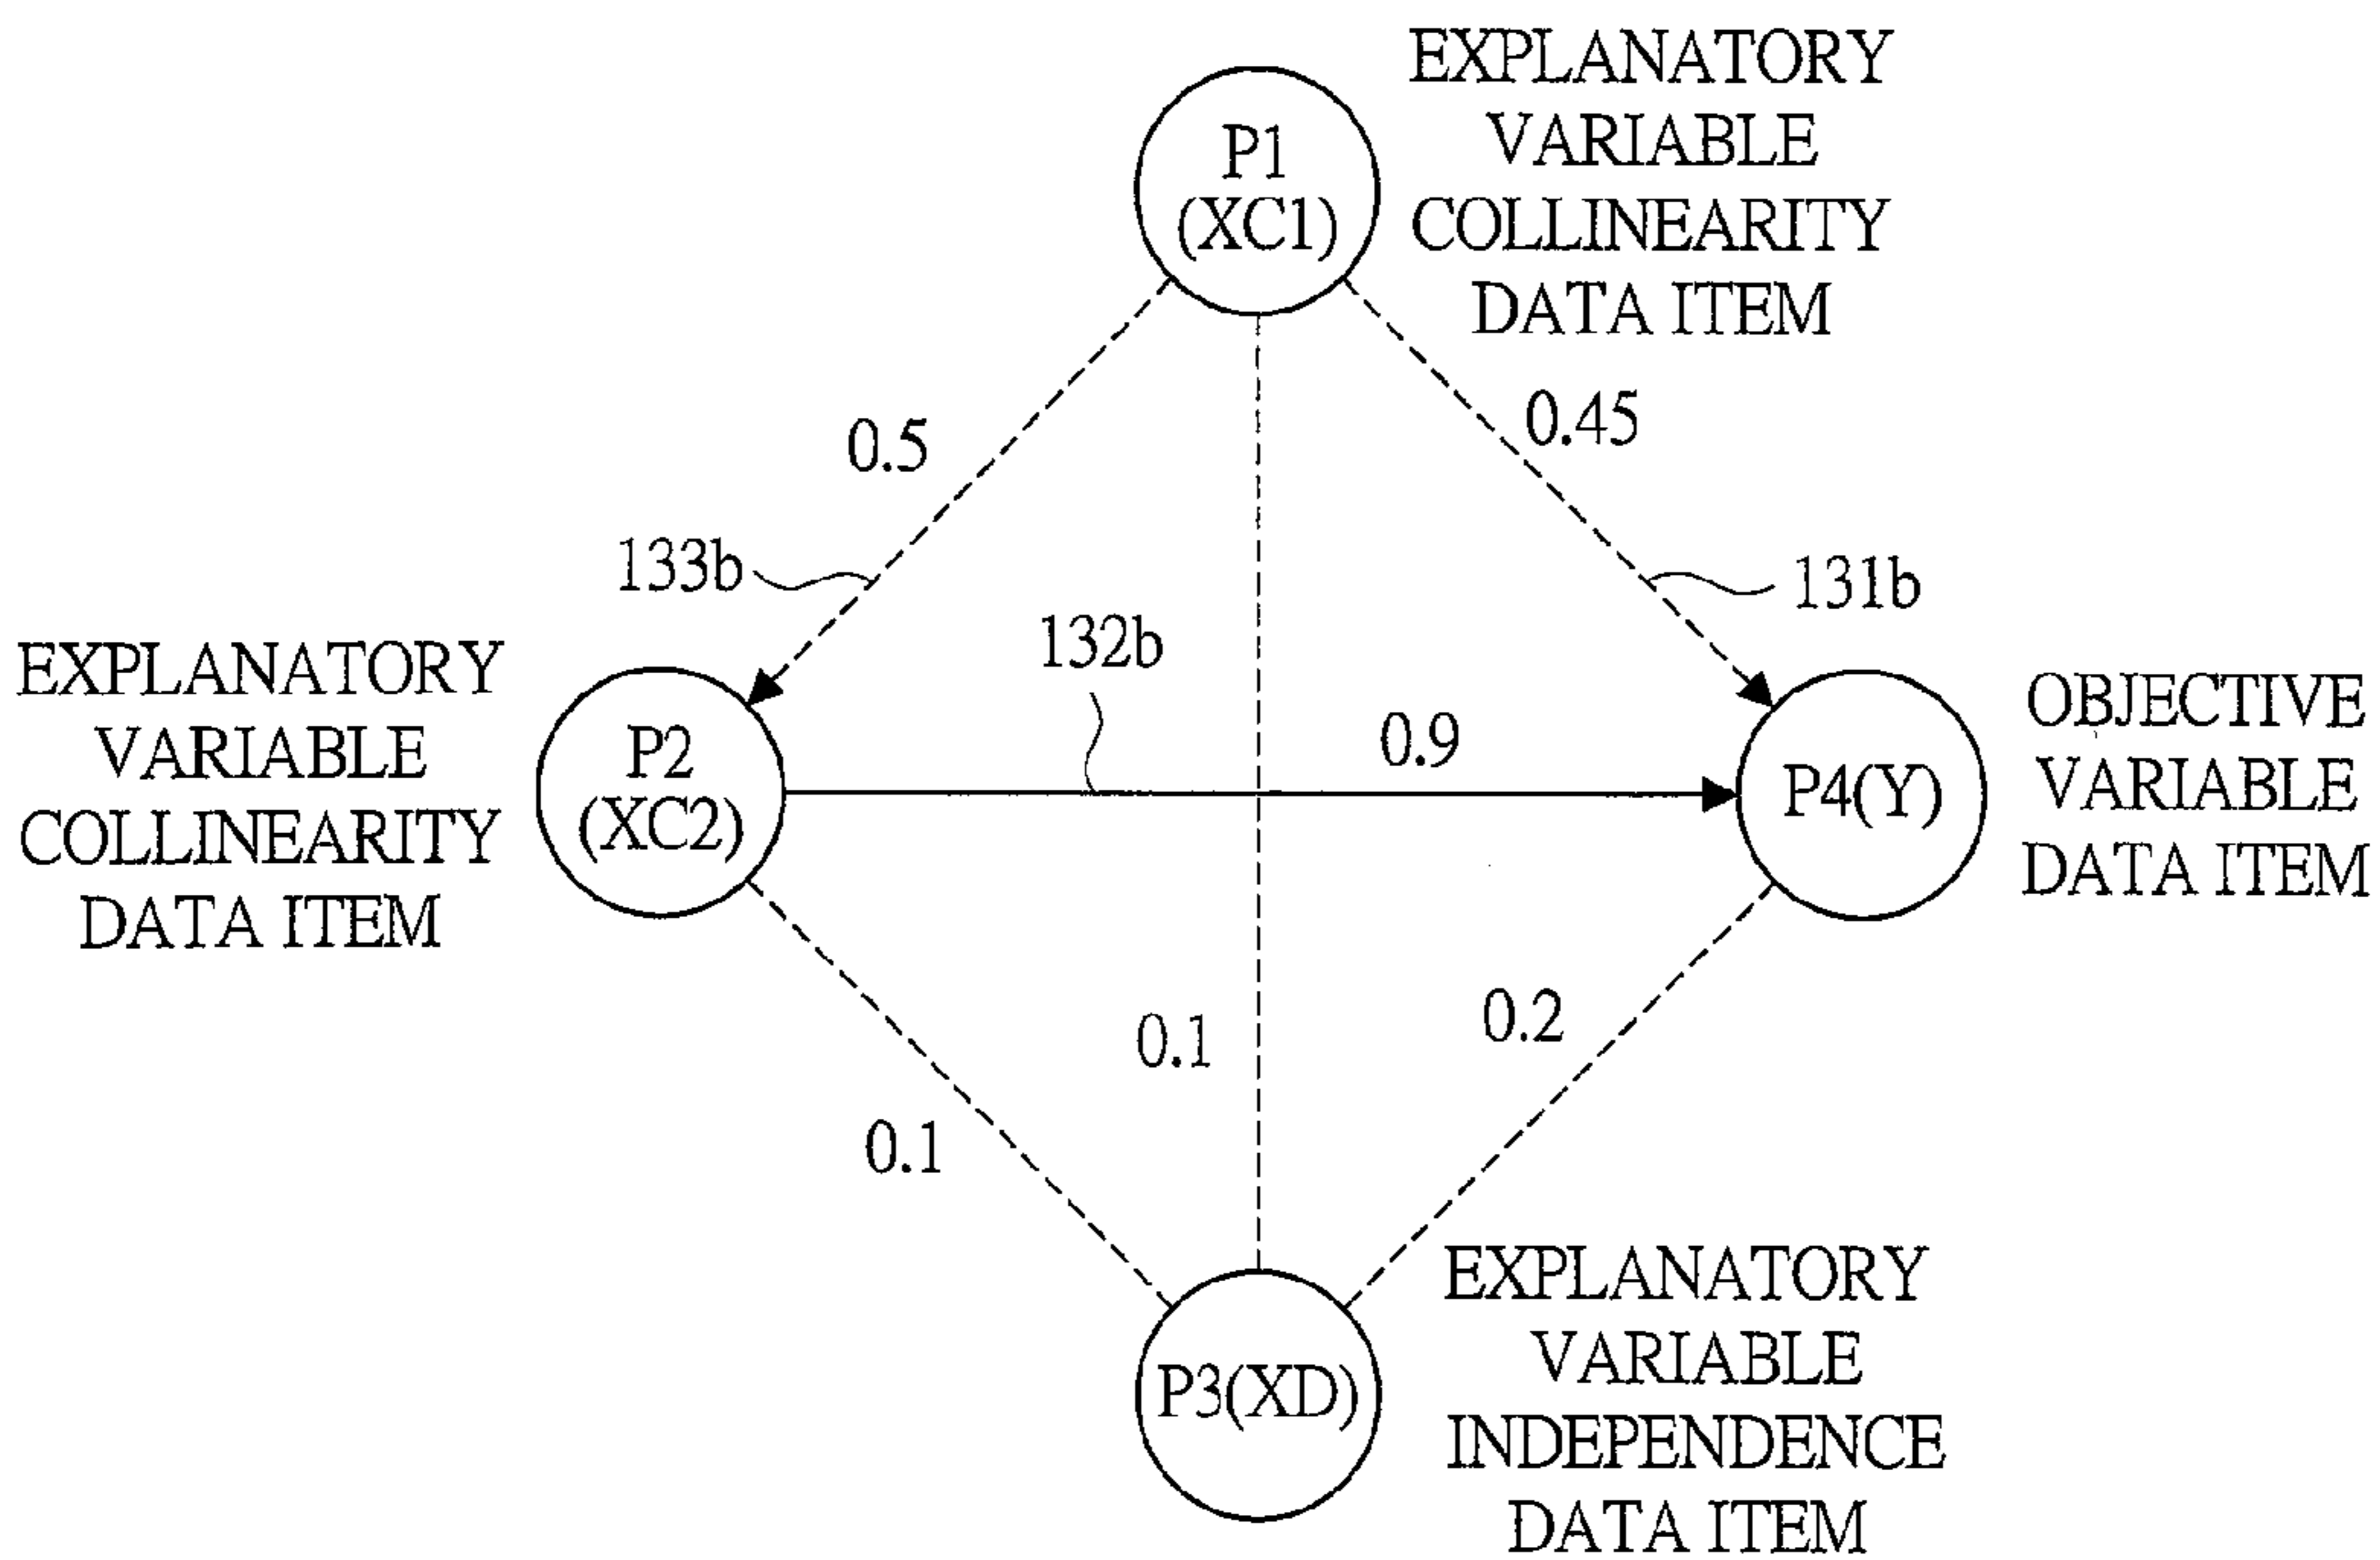 EXPLANATORY
VARIABLE
COLLINEARITY
DATA ITEM
P1
(XC1)
0.5
0.45
133b
131b
132b
EXPLANATORY
VARIABLE
COLLINEARITY
DATA ITEM
P2
(XC2)
0.9
P4(Y)
OBJECTIVE
VARIABLE
DATA ITEM
0.1
0.1
0.2
P3(XD)
EXPLANATORY
VARIABLE
INDEPENDENCE
DATA ITEM